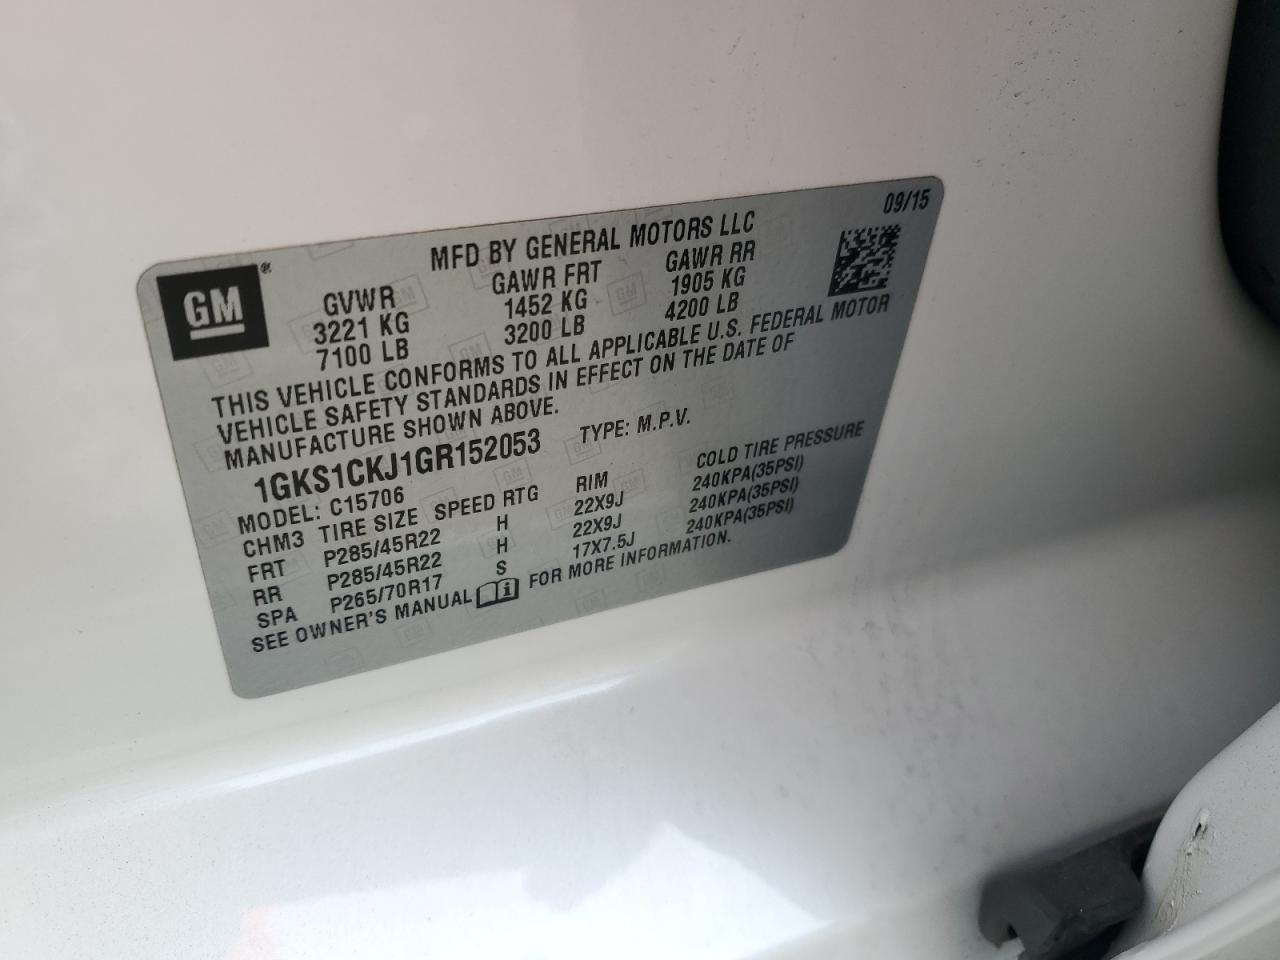 09/15
MFD BY GENERAL MOTORS LLC
GM®
GVWR GAWR FRT GAWR RR
3221 KG 1452 KG 1905 KG
7100 LB 3200 LB 4200 LB
THIS VEHICLE CONFORMS TO ALL APPLICABLE U.S. FEDERAL MOTOR
VEHICLE SAFETY STANDARDS IN EFFECT ON THE DATE OF
MANUFACTURE SHOWN ABOVE.
1GKS1CKJ1GR152053 TYPE: M.P.V.
MODEL: C15706
CHM3 TIRE SIZE SPEED RTG RIM COLD TIRE PRESSURE
FRT P285/45R22 H 22X9J 240KPA(35PSI)
RR P285/45R22 H 22X9J 240KPA(35PSI)
SPA P265/70R17 S 17X7.5J 240KPA(35PSI)
SEE OWNER'S MANUAL FOR MORE INFORMATION.